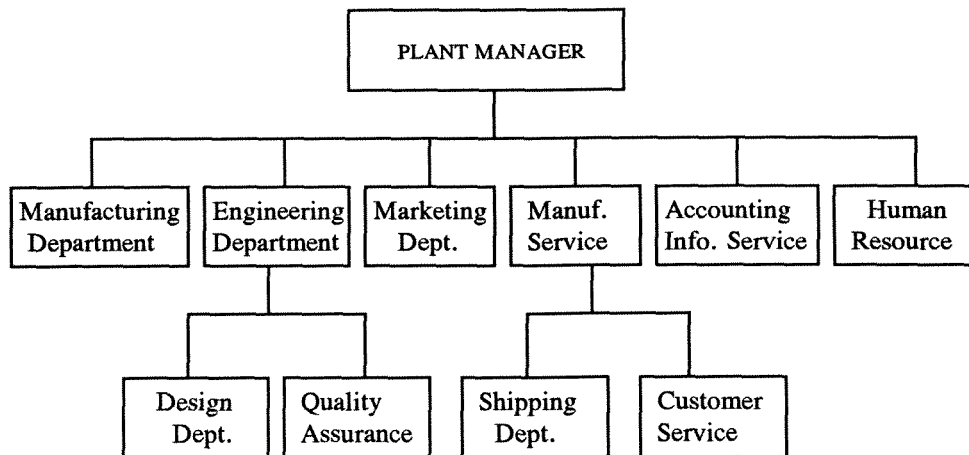 PLANT MANAGER
Manufacturing
Department
Engineering
Department
Marketing
Dept.
Manuf.
Service
Accounting
Info. Service
Human
Resource
Design
Dept.
Quality
Assurance
Shipping
Dept.
Customer
Service